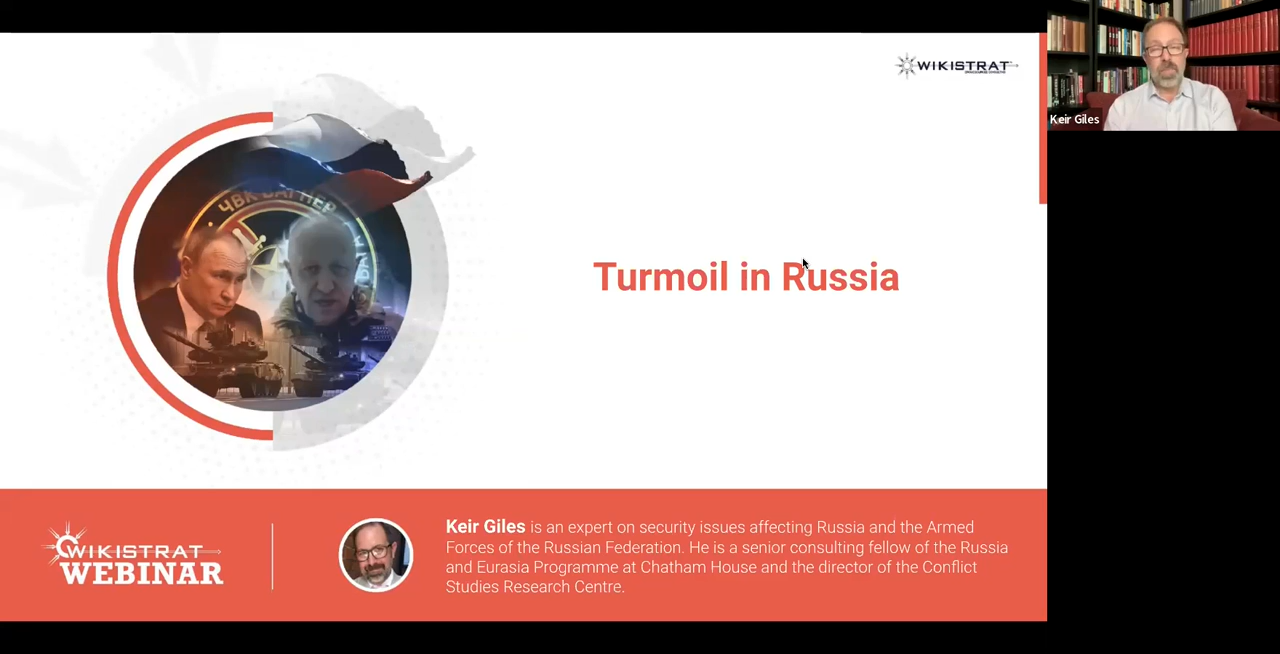 WIKISTRAT
Keir Giles
ЧВК ВАГНЕР
Turmoil in Russia
WIKISTRAT
WEBINAR
Keir Giles is an expert on security issues affecting Russia and the Armed
Forces of the Russian Federation. He is a senior consulting fellow of the Russia
and Eurasia Programme at Chatham House and the director of the Conflict
Studies Research Centre.